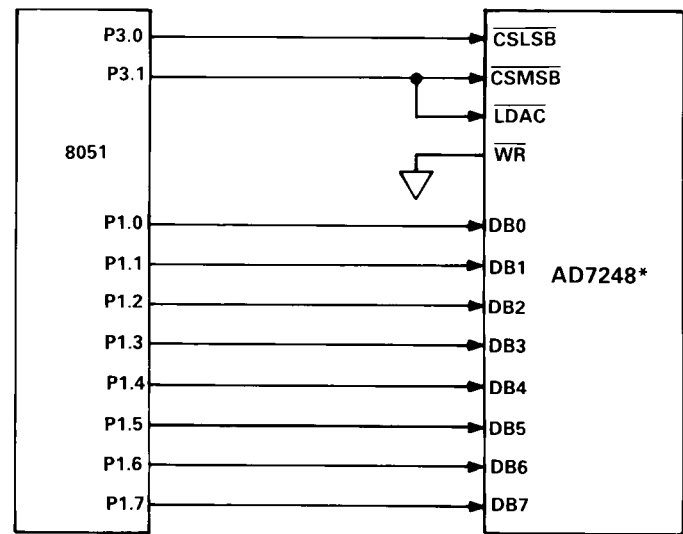 P3.0
P3.1
8051
P1.0
P1.1
P1.2
P1.3
P1.4
P1.5
P1.6
P1.7
CSLSB
CSMSB
LDAC
WR
DB0
DB1
DB2
DB3
DB4
DB5
DB6
DB7
AD7248*